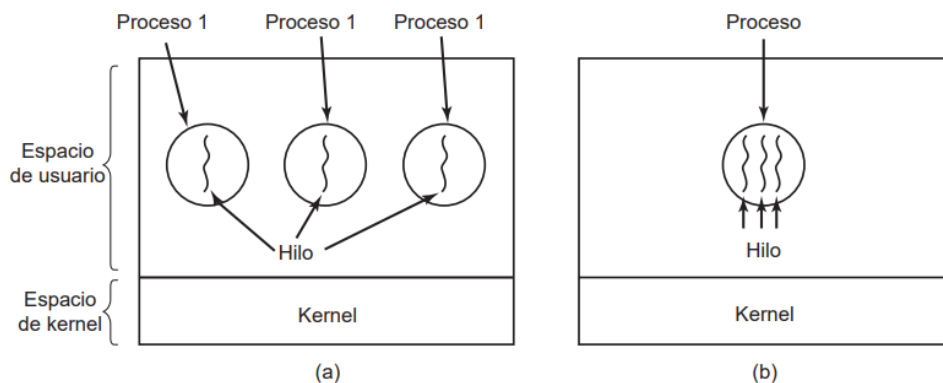 Proceso 1
Proceso 1
Proceso 1
Proceso
Espacio
de usuario
Hilo
Hilo
Espacio
de kernel
Kernel
Kernel
(a)
(b)